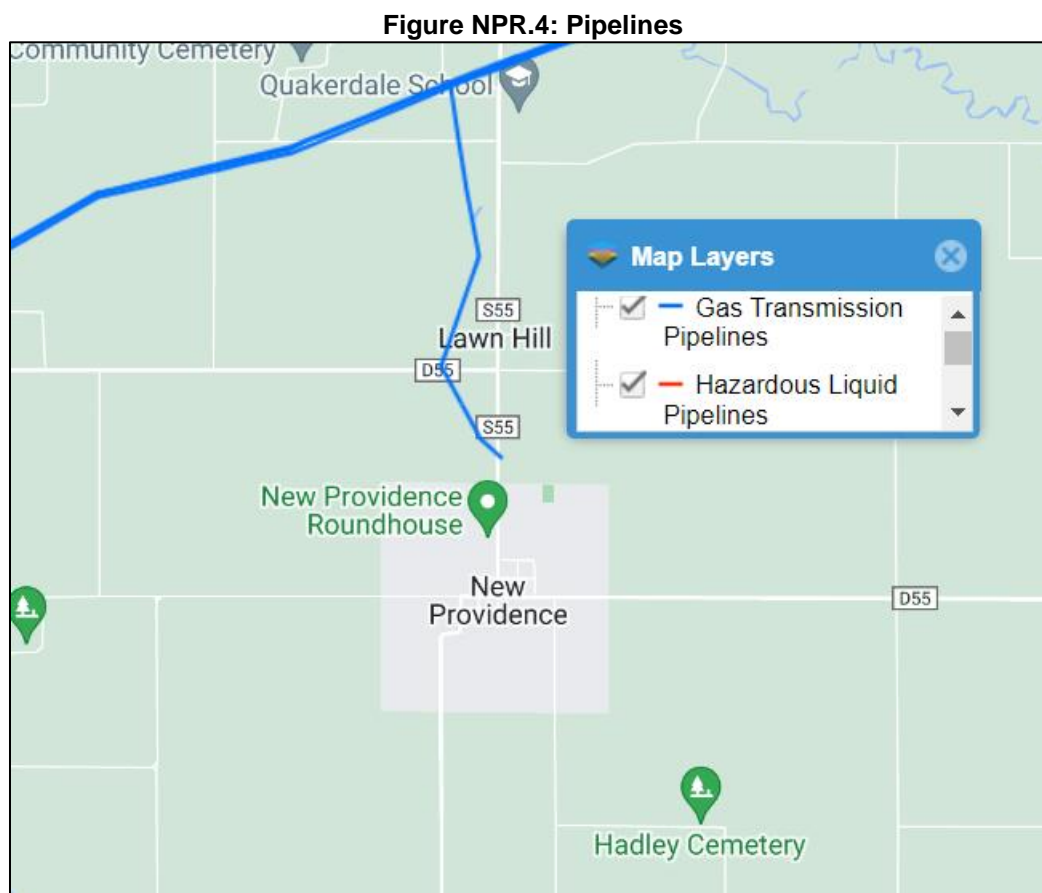 Figure NPR.4: Pipelines
Community Cemetery
Quakerdale School
Map Layers
Gas Transmission
Pipelines
Hazardous Liquid
Pipelines
S55
Lawn Hill
D55
S55
New Providence
Roundhouse
New
Providence
D55
Hadley Cemetery